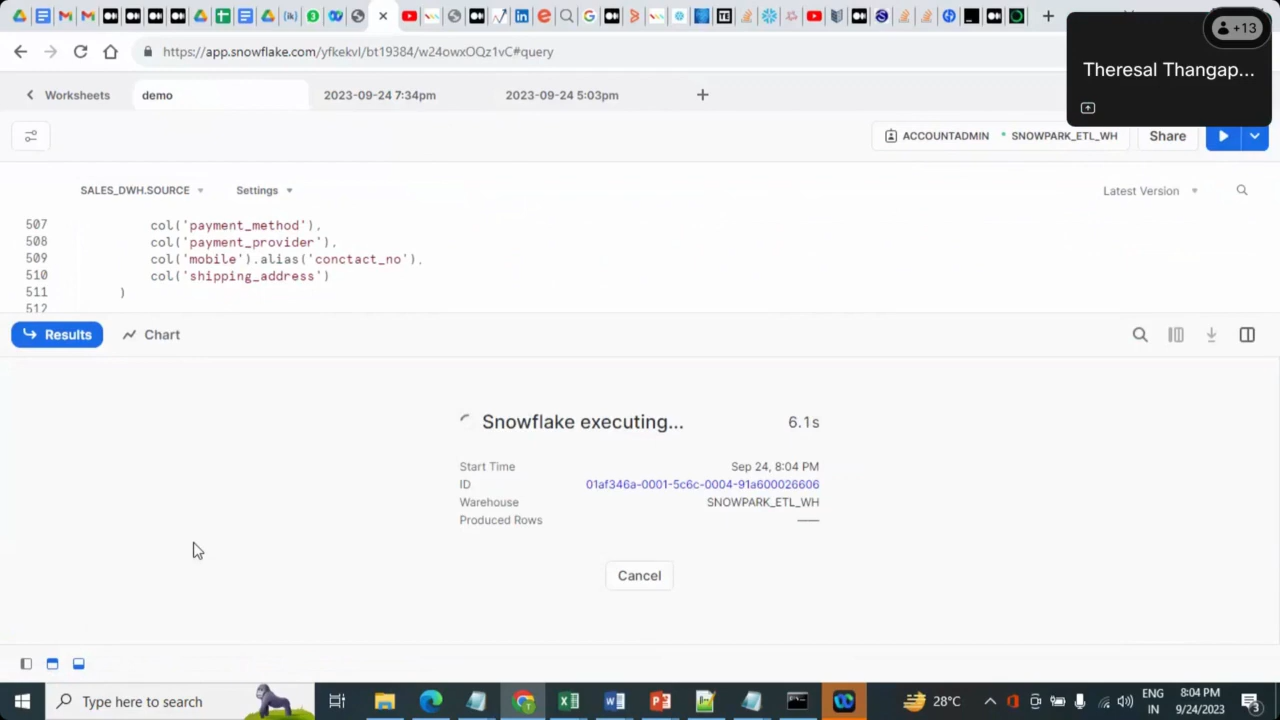 https://app.snowflake.com/yfkekvl/bt19384/w24owxOQz1vC#query
+13
Theresal Thangap...
Worksheets
demo
2023-09-24 7:34pm
2023-09-24 5:03pm
ACCOUNTADMIN
SNOWPARK_ETL_WH
Share
SALES_DWH.SOURCE
Settings
Latest Version
507 col('payment_method'),
508 col('payment_provider'),
509 col('mobile').alias('conctact_no'),
510 col('shipping_address')
511 )
512
Results
Chart
Snowflake executing...
6.1s
Start Time
Sep 24, 8:04 PM
ID
01af346a-0001-5c6c-0004-91a600026606
Warehouse
SNOWPARK_ETL_WH
Produced Rows
Cancel
Type here to search
28°C
ENG
IN
8:04 PM
9/24/2023
3